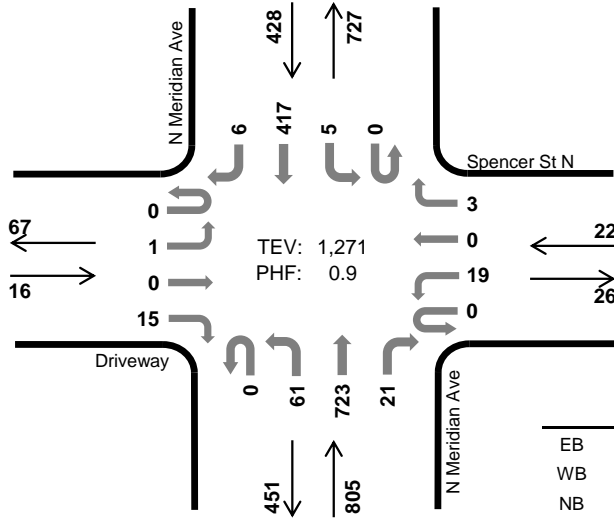 428
727
N Meridian Ave
6
417
5
0
Spencer St N
0
3
67
1
TEV: 1,271
0
22
16
0
PHF: 0.9
19
26
15
0
Driveway
0
61
723
21
N Meridian Ave
451
805
EB
WB
NB